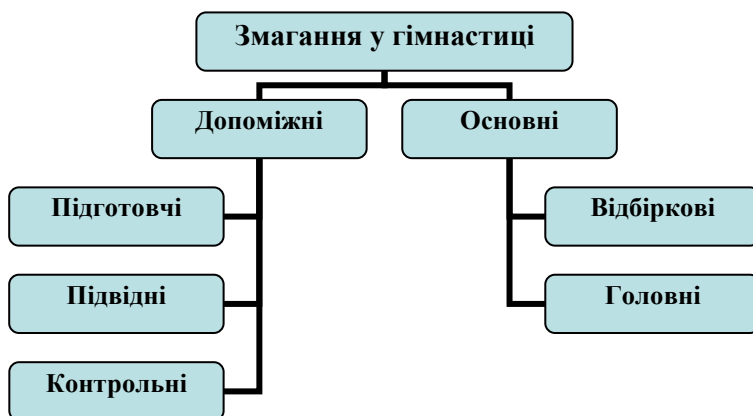 Змагання у гімнастиці
Допоміжні
Основні
Підготовчі
Відбіркові
Підвідні
Головні
Контрольні